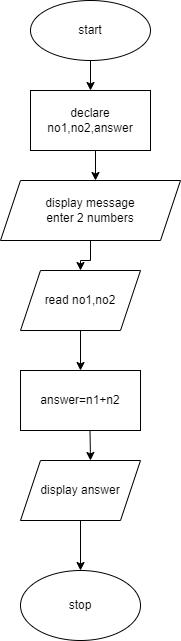 start
declare
no1,no2,answer
display message
enter 2 numbers
read no1,no2
answer=n1+n2
display answer
stop